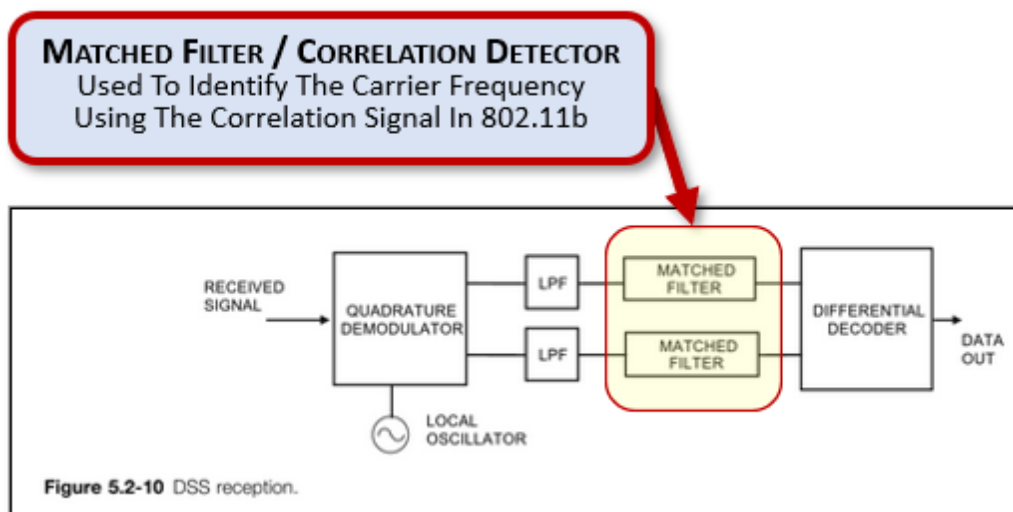 MATCHED FILTER / CORRELATION DETECTOR
Used To Identify The Carrier Frequency
Using The Correlation Signal In 802.11b
RECEIVED
SIGNAL
QUADRATURE
DEMODULATOR
LPF
MATCHED
FILTER
LPF
MATCHED
FILTER
DIFFERENTIAL
DECODER
DATA
OUT
LOCAL
OSCILLATOR
Figure 5.2-10 DSS reception.